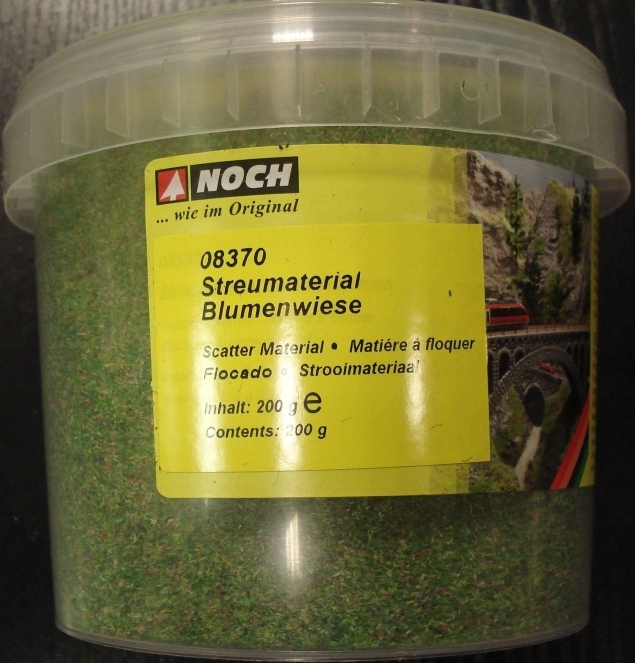 NOCH
... wie im Original
08370
Streumaterial
Blumenwiese
Scatter Material • Matiére á floquer
Flocado • Strooimateriaal
Inhalt: 200 g e
Contents: 200 g